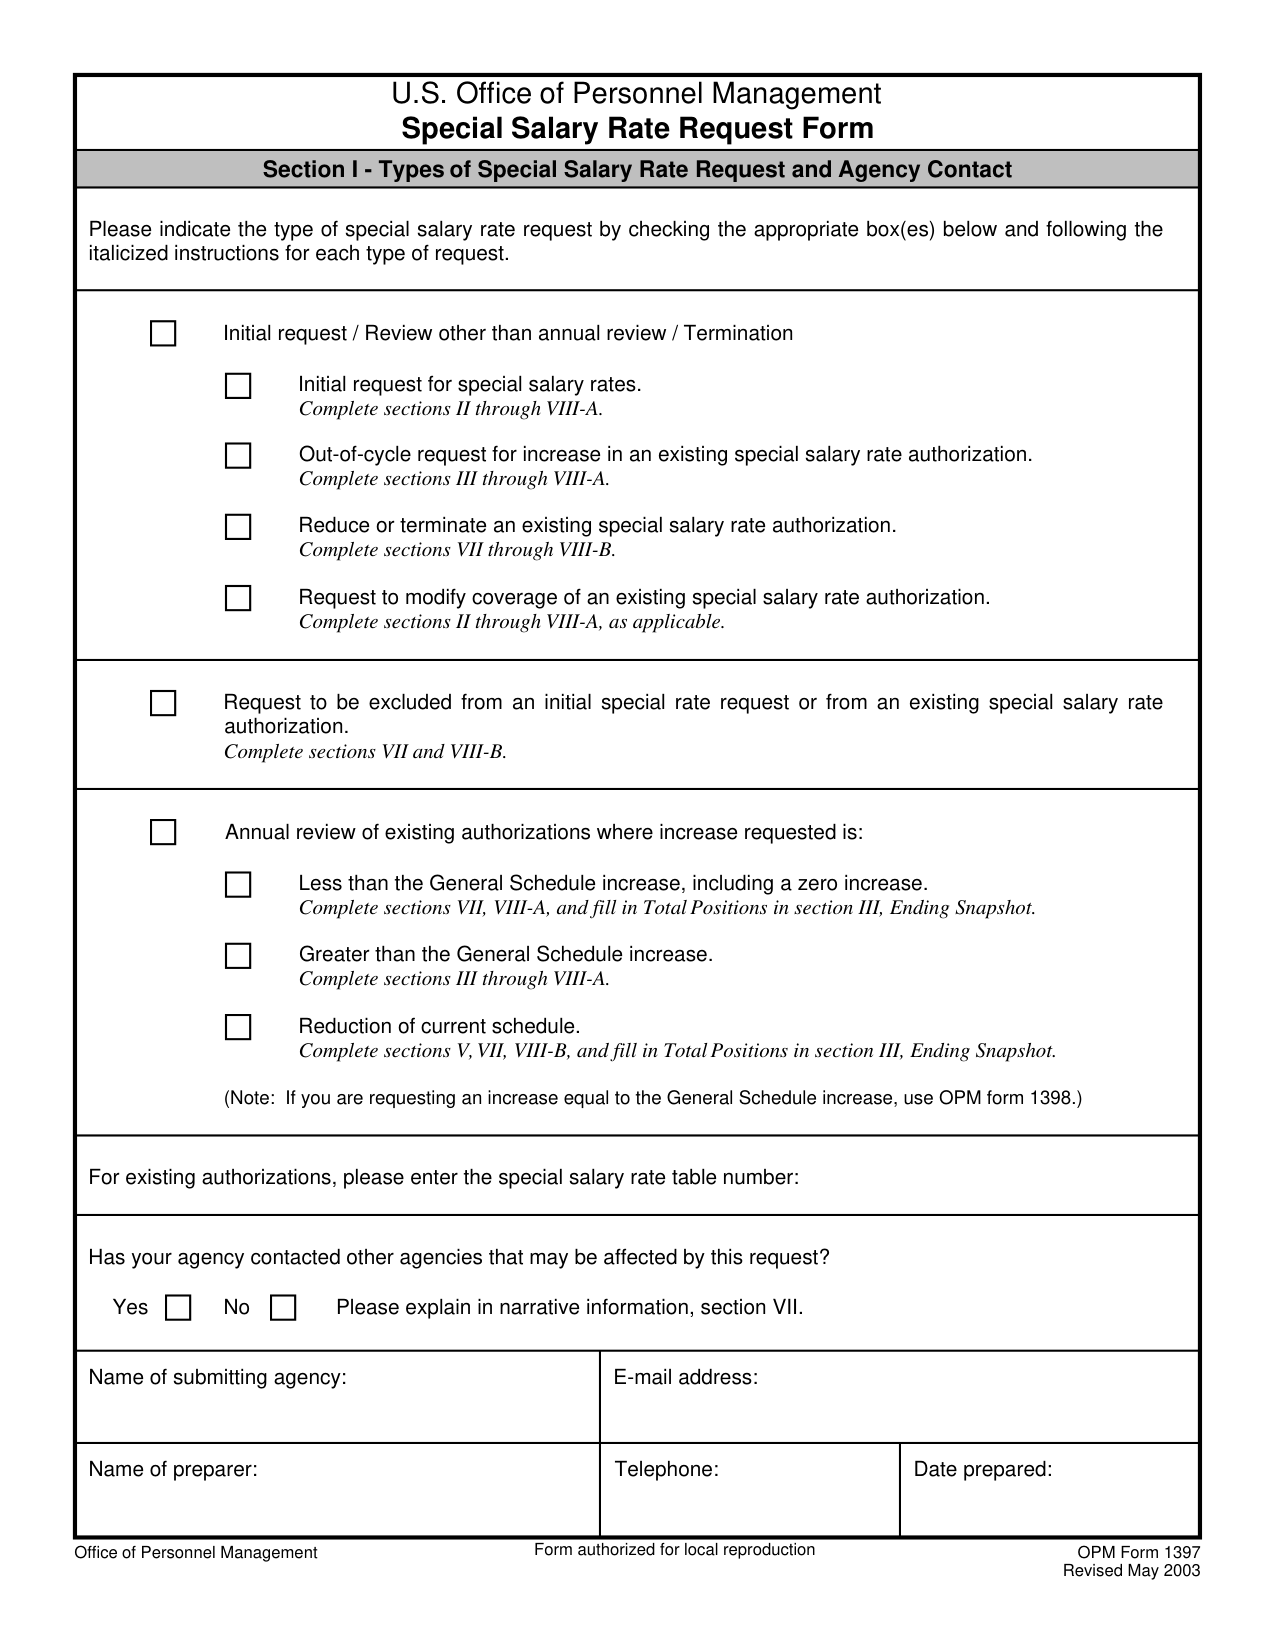 U.S. Office of Personnel Management
Special Salary Rate Request Form
Section I - Types of Special Salary Rate Request and Agency Contact
Please indicate the type of special salary rate request by checking the appropriate box(es) below and following the
italicized instructions for each type of request.
Initial request / Review other than annual review / Termination
Initial request for special salary rates.
Complete sections II through VIII-A.
Out-of-cycle request for increase in an existing special salary rate authorization.
Complete sections III through VIII-A.
Reduce or terminate an existing special salary rate authorization.
Complete sections VII through VIII-B.
Request to modify coverage of an existing special salary rate authorization.
Complete sections II through VIII-A, as applicable.
Request to be excluded from an initial special rate request or from an existing special salary rate
authorization.
Complete sections VII and VIII-B.
Annual review of existing authorizations where increase requested is:
Less than the General Schedule increase, including a zero increase.
Complete sections VII, VIII-A, and fill in Total Positions in section III, Ending Snapshot.
Greater than the General Schedule increase.
Complete sections III through VIII-A.
Reduction of current schedule.
Complete sections V, VII, VIII-B, and fill in Total Positions in section III, Ending Snapshot.
(Note: If you are requesting an increase equal to the General Schedule increase, use OPM form 1398.)
For existing authorizations, please enter the special salary rate table number:
Has your agency contacted other agencies that may be affected by this request?
Yes No Please explain in narrative information, section VII.
Name of submitting agency: E-mail address:
Name of preparer: Telephone: Date prepared:
Office of Personnel Management Form authorized for local reproduction OPM Form 1397
Revised May 2003